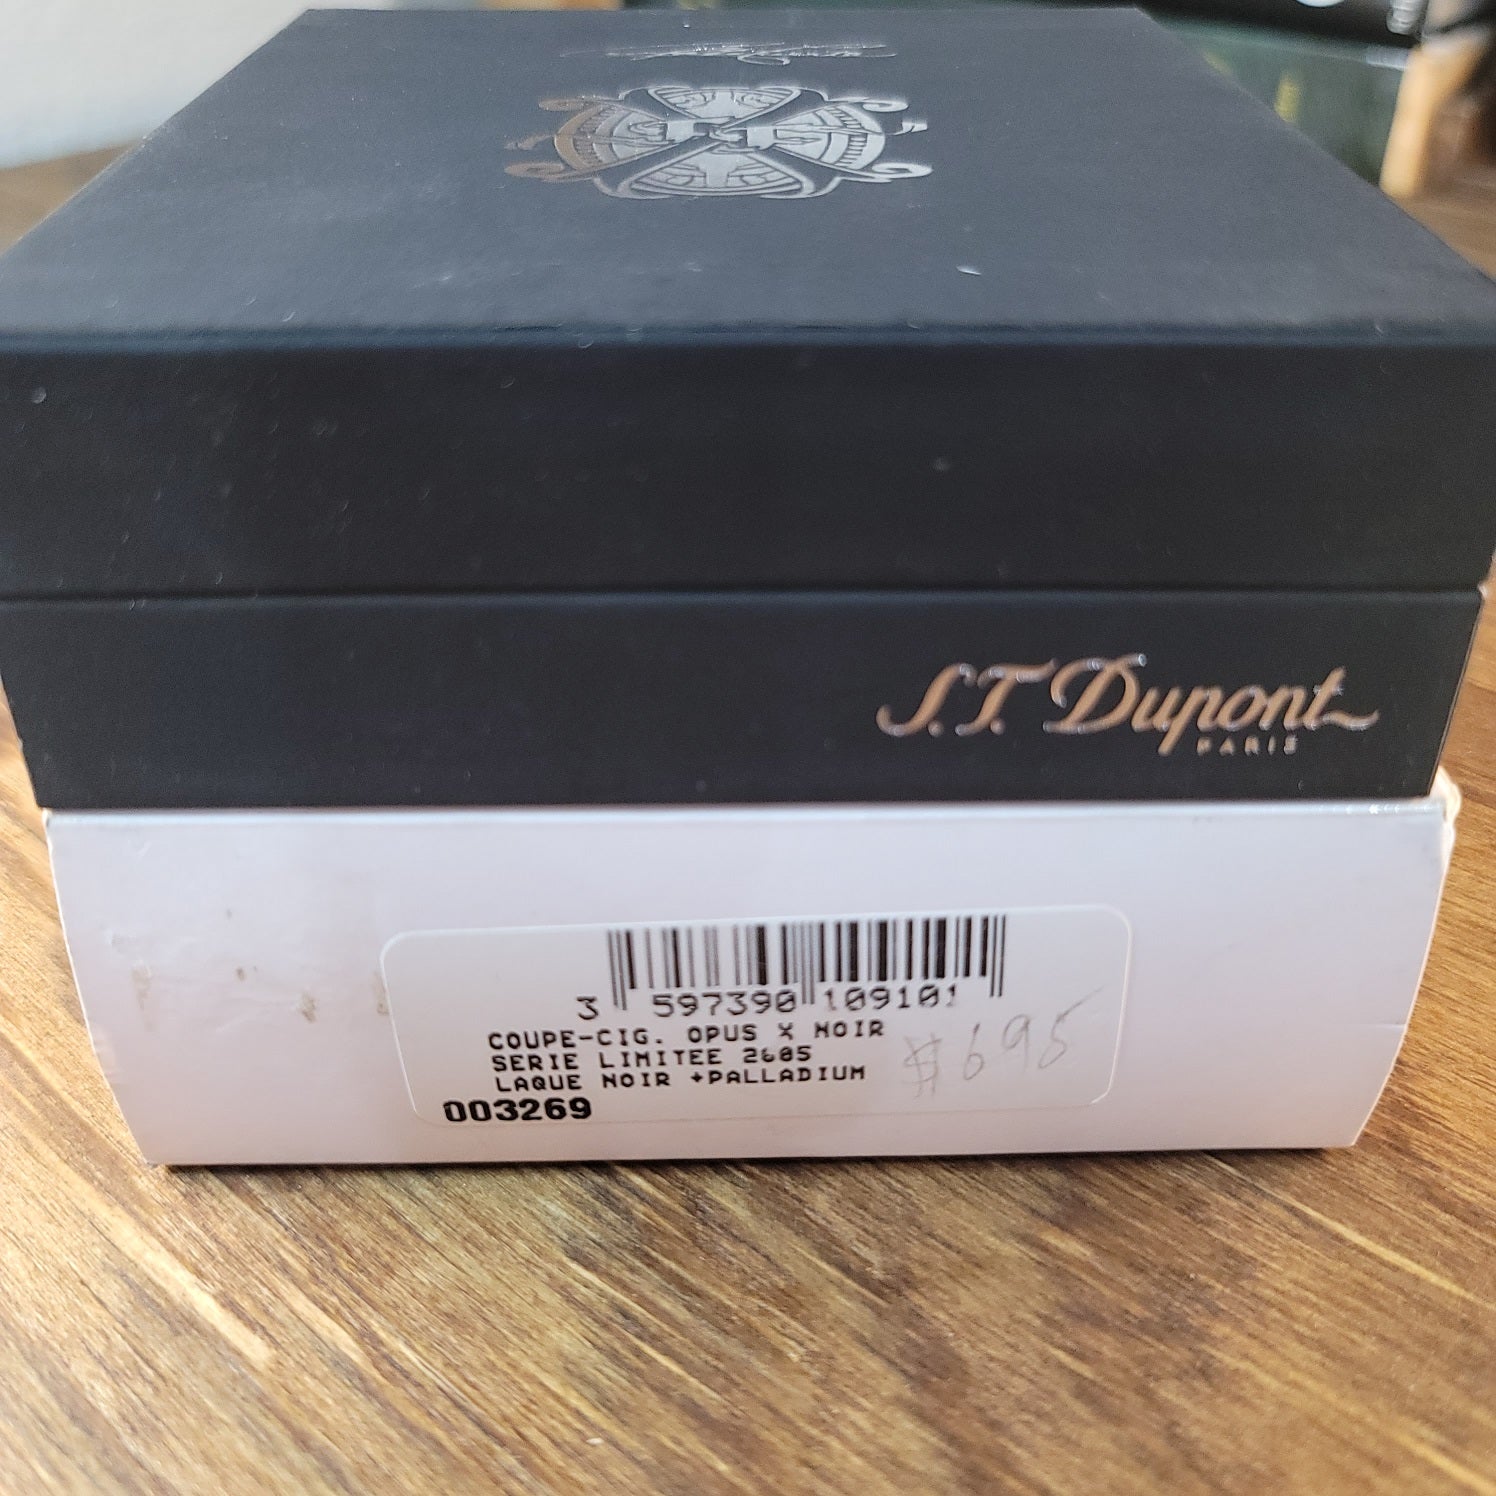 S.T. Dupont
PARIS
3 597390 109101
COUPE-CIG. OPUS X NOIR
SERIE LIMITEE 2605
LAQUE NOIR +PALLADIUM
003269
$695